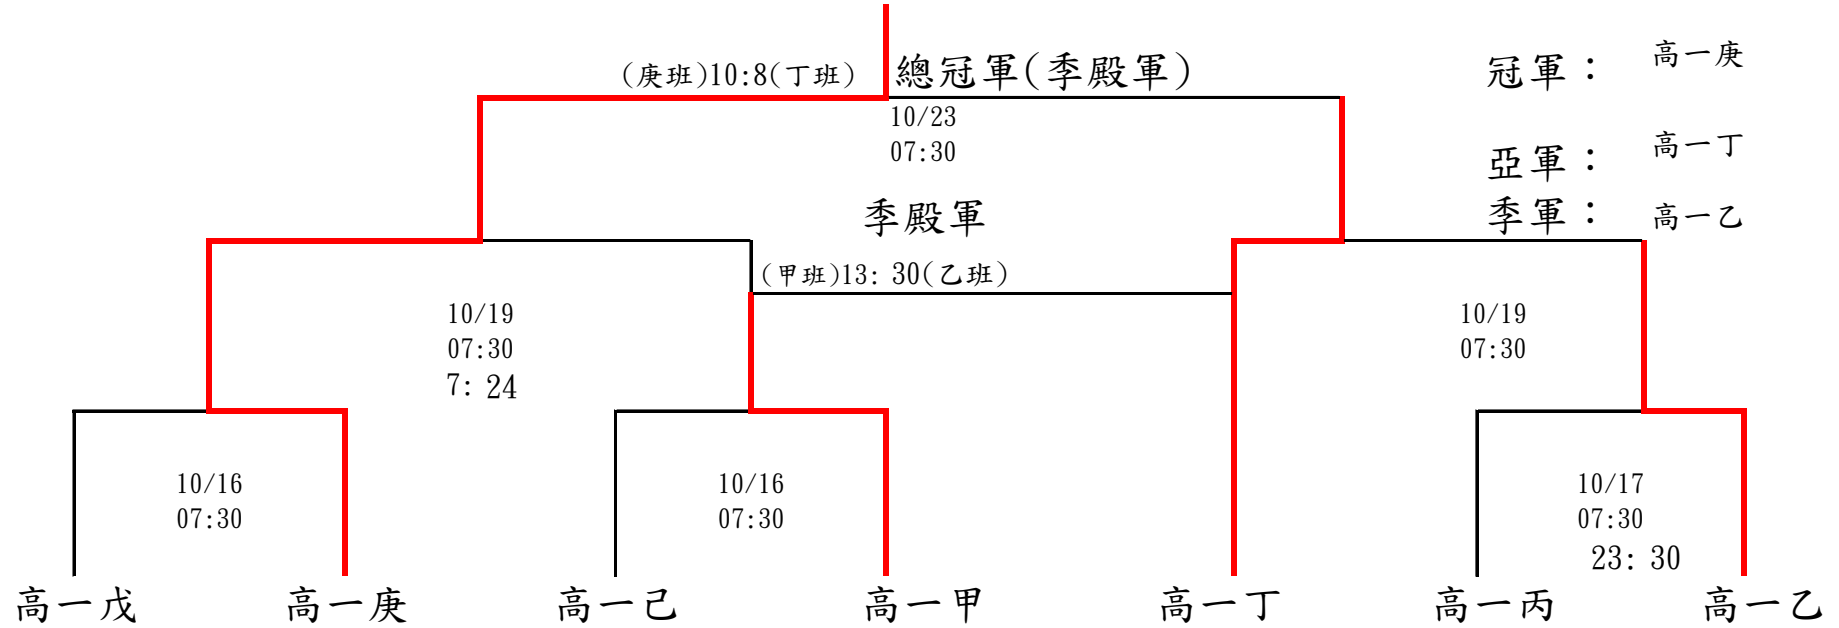 (庚班)10:8(丁班)
總冠軍(季殿軍)
10/23
07:30
冠軍：
高一庚
亞軍：
高一丁
季軍：
高一乙
季殿軍
(甲班)13: 30(乙班)
10/19
07:30
7: 24
10/19
07:30
10/16
07:30
10/16
07:30
10/17
07:30
23: 30
高一戊
高一庚
高一己
高一甲
高一丁
高一丙
高一乙